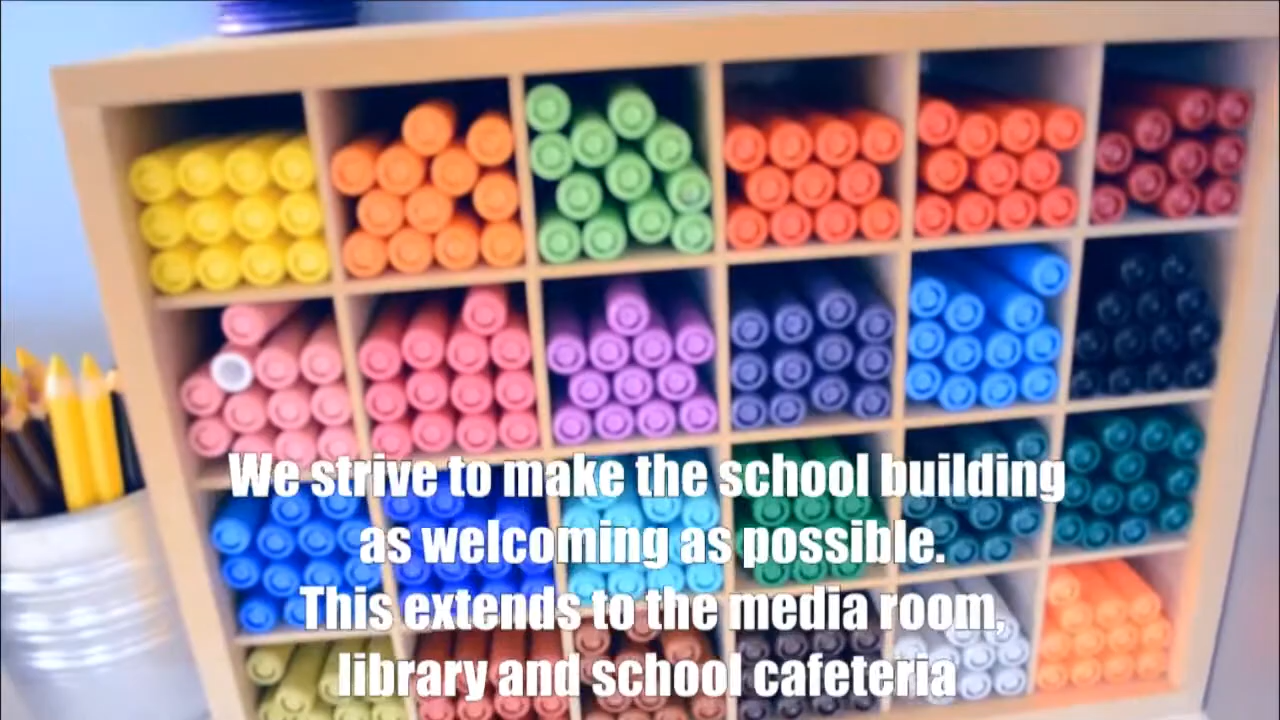 We strive to make the school building
as welcoming as possible.
This extends to the media room,
library and school cafeteria